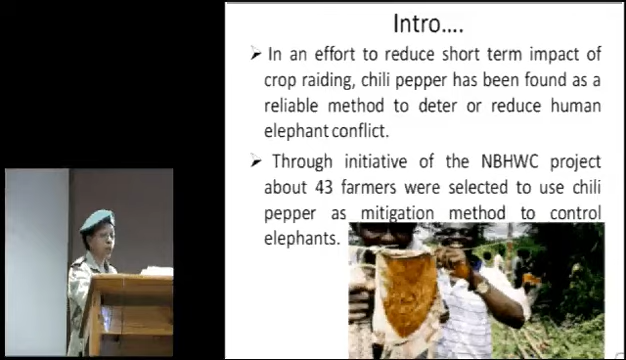 Intro....
➢ In an effort to reduce short term impact of
crop raiding, chili pepper has been found as a
reliable method to deter or reduce human
elephant conflict.
➢ Through initiative of the NBHWC project
about 43 farmers were selected to use chili
pepper as mitigation method to control
elephants.